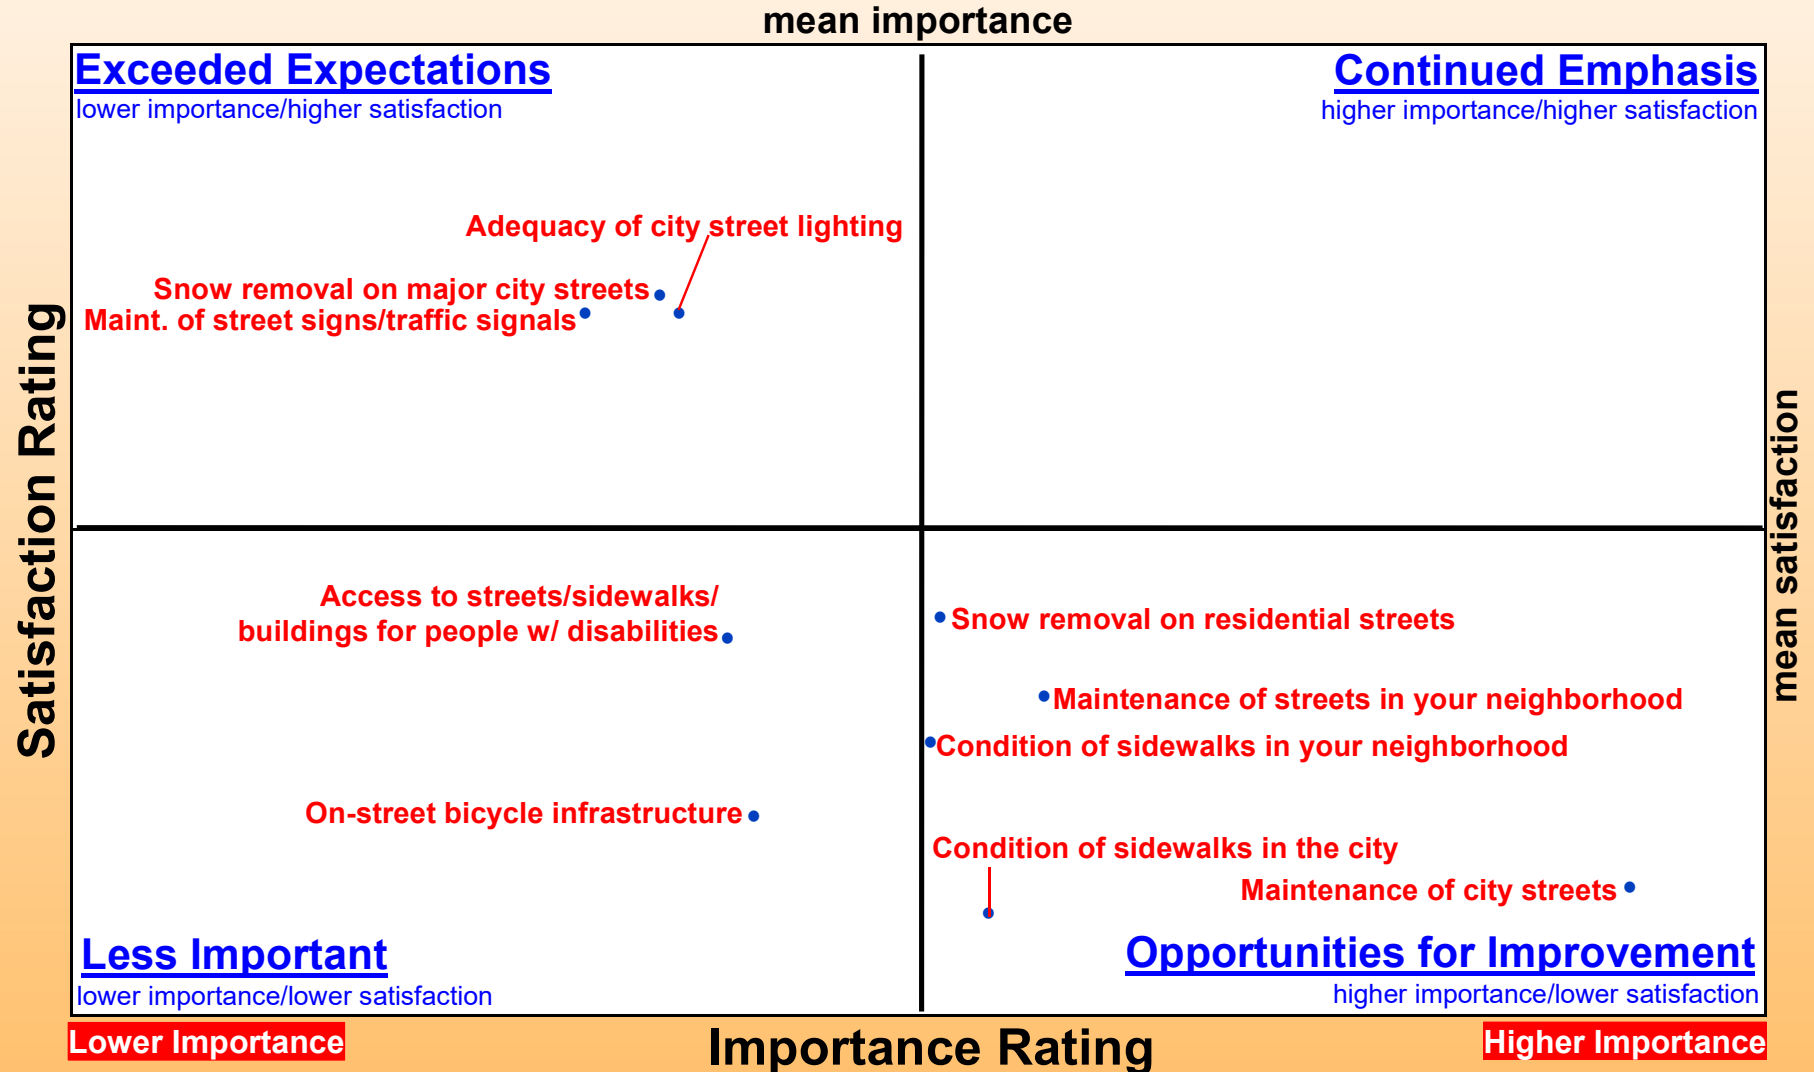 mean importance
Exceeded Expectations
lower importance/higher satisfaction
Continued Emphasis
higher importance/higher satisfaction
Adequacy of city street lighting
Snow removal on major city streets
Maint. of street signs/traffic signals
Satisfaction Rating
mean satisfaction
Access to streets/sidewalks/
buildings for people w/ disabilities
Snow removal on residential streets
Maintenance of streets in your neighborhood
Condition of sidewalks in your neighborhood
On-street bicycle infrastructure
Condition of sidewalks in the city
Maintenance of city streets
Less Important
lower importance/lower satisfaction
Opportunities for Improvement
higher importance/lower satisfaction
Lower Importance
Importance Rating
Higher Importance